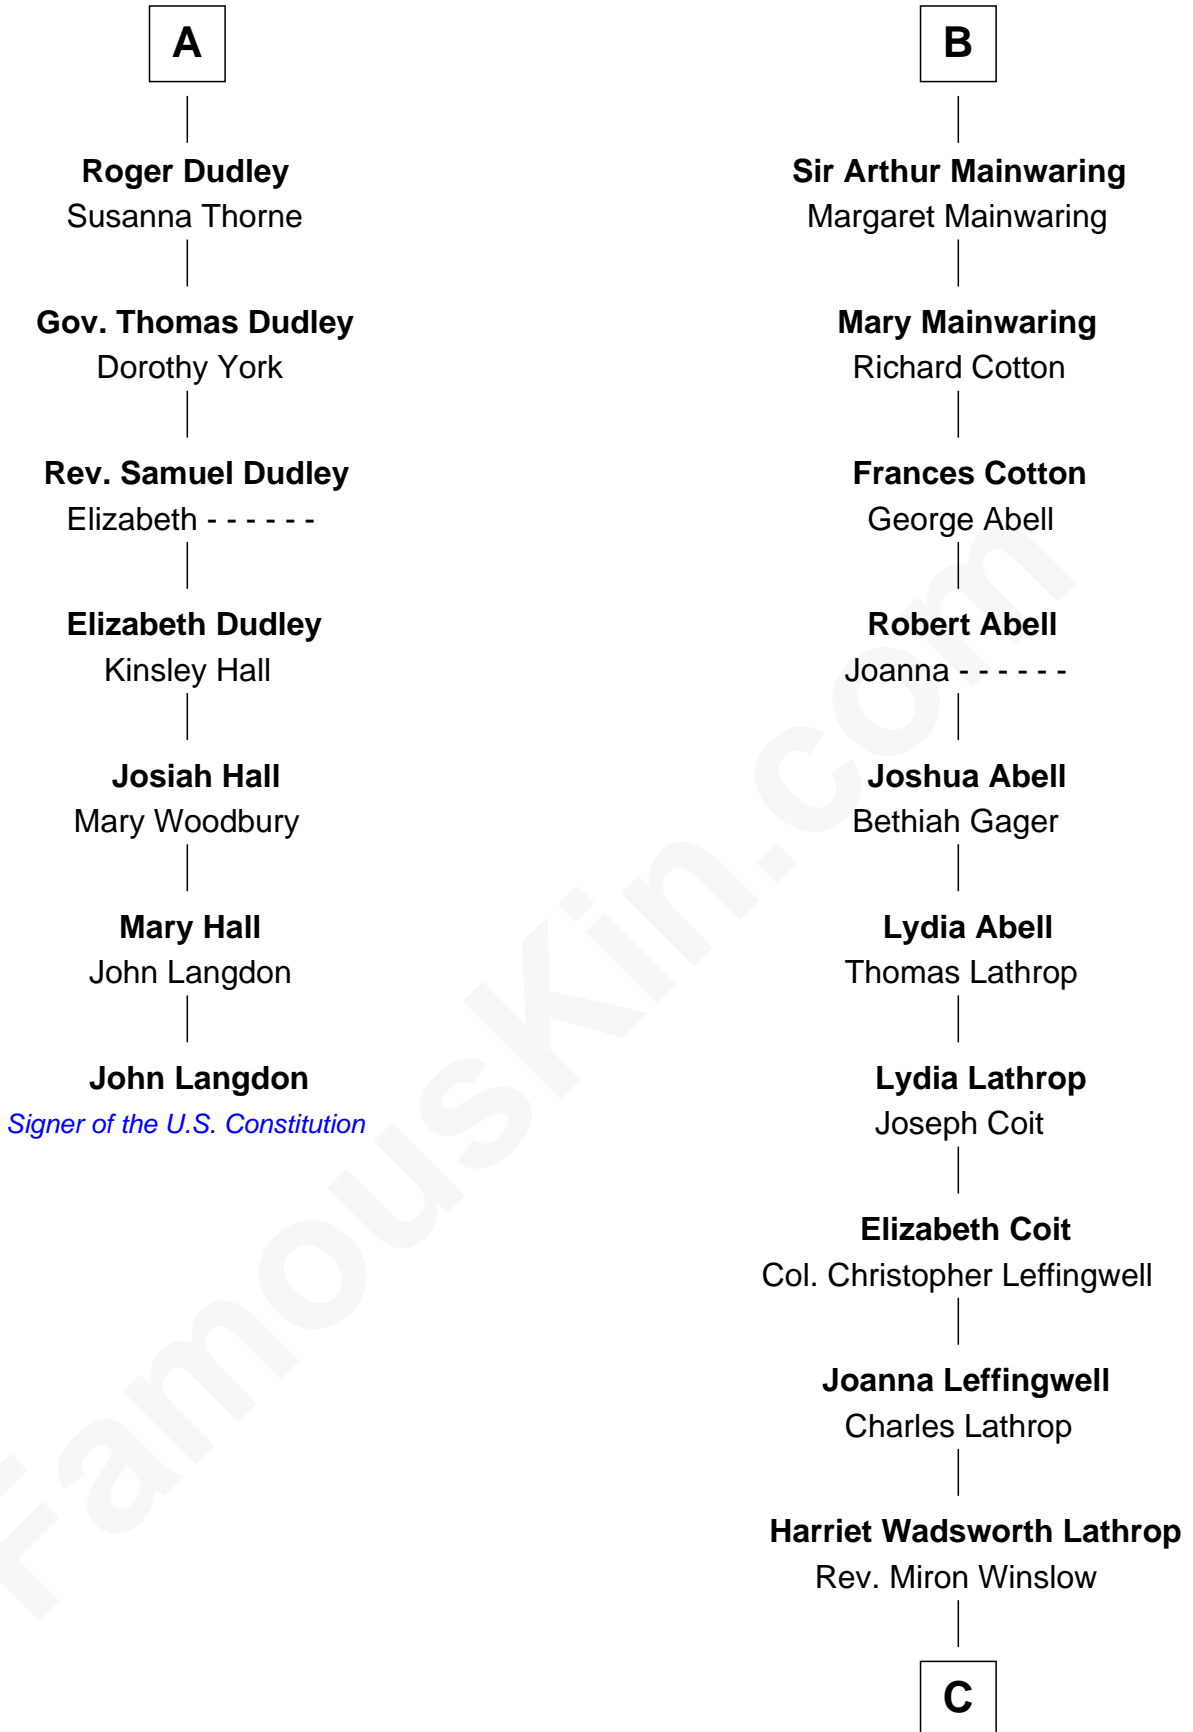 A
Roger Dudley
Susanna Thorne
Gov. Thomas Dudley
Dorothy York
Rev. Samuel Dudley
Elizabeth - - - - - -
Elizabeth Dudley
Kinsley Hall
Josiah Hall
Mary Woodbury
Mary Hall
John Langdon
John Langdon
Signer of the U.S. Constitution
B
Sir Arthur Mainwaring
Margaret Mainwaring
Mary Mainwaring
Richard Cotton
Frances Cotton
George Abell
Robert Abell
Joanna - - - - - -
Joshua Abell
Bethiah Gager
Lydia Abell
Thomas Lathrop
Lydia Lathrop
Joseph Coit
Elizabeth Coit
Col. Christopher Leffingwell
Joanna Leffingwell
Charles Lathrop
Harriet Wadsworth Lathrop
Rev. Miron Winslow
C
FamousKin.com